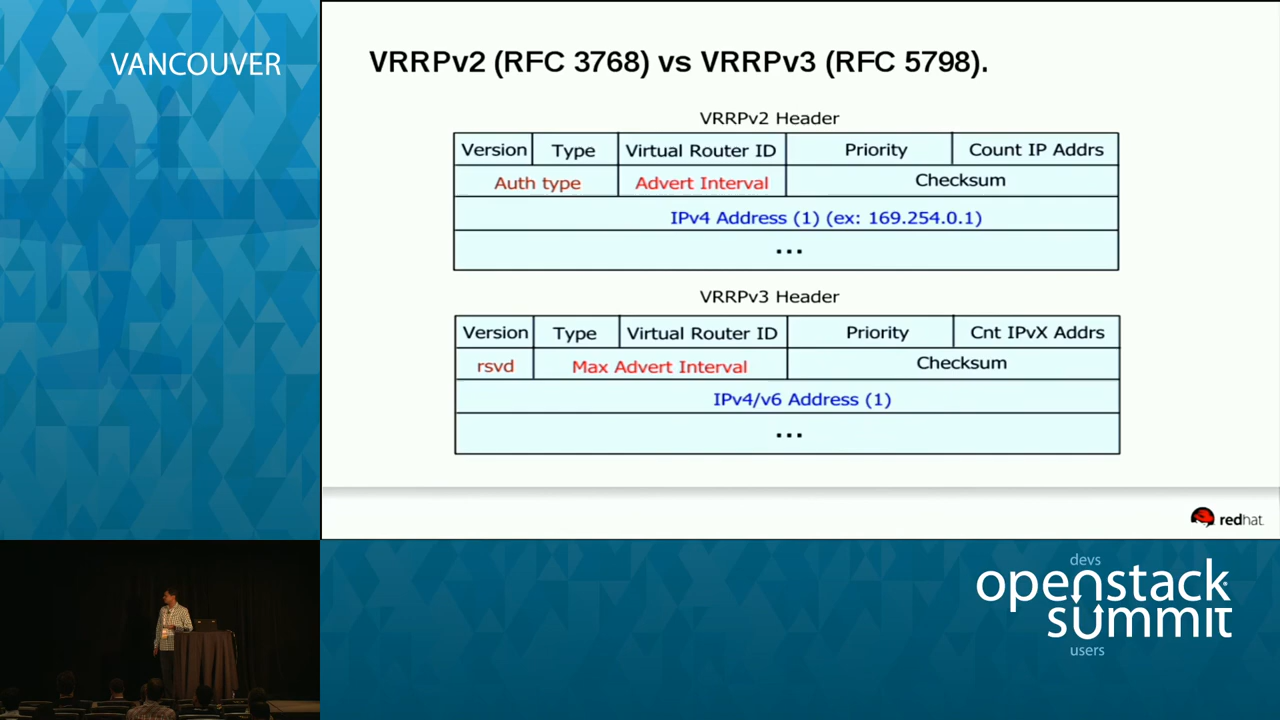 VANCOUVER
VRRPv2 (RFC 3768) vs VRRPv3 (RFC 5798).
VRRPv2 Header
Version Type Virtual Router ID Priority Count IP Addrs
Auth type Advert Interval Checksum
IPv4 Address (1) (ex: 169.254.0.1)
...
VRRPv3 Header
Version Type Virtual Router ID Priority Cnt IPvX Addrs
rsvd Max Advert Interval Checksum
IPv4/v6 Address (1)
...
redhat.
devs
openstack
summit
users